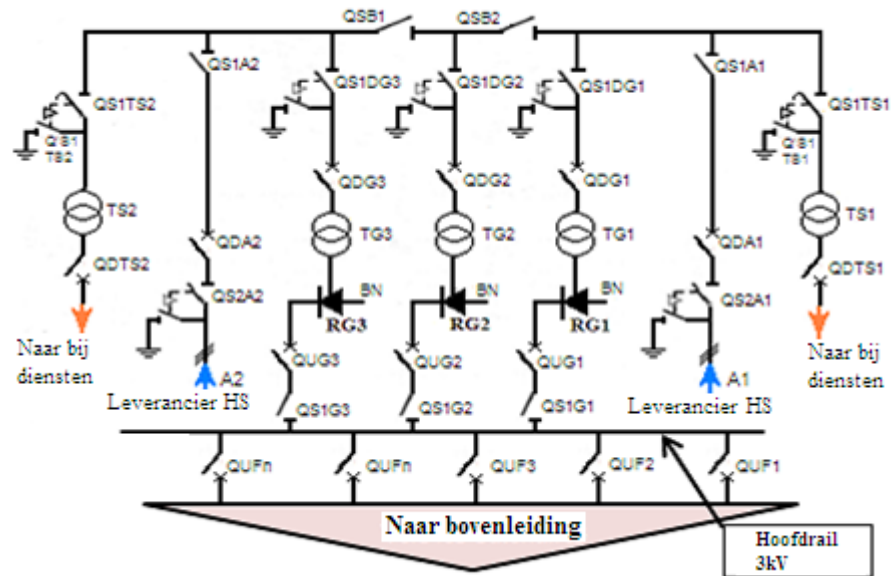 QSB1
QSB2
QS1TS2
QS1A2
QS1DG3
QS1DG2
QS1DG1
QS1A1
QS1TS1
Q'S1
TB2
Q'B1
TB1
QDG3
QDG2
QDG1
TS2
QDA2
TG3
TG2
TG1
QDA1
TS1
QDTS2
QS2A2
BN
BN
BN
QS2A1
QDTS1
RG3
RG2
RG1
Naar bij
diensten
A2
Leverancier HS
QUG3
QUG2
QUG1
A1
Leverancier HS
Naar bij
diensten
QS1G3
QS1G2
QS1G1
QUFn
QUFn
QUF3
QUF2
QUF1
Naar bovenleiding
Hoofdrail
3kV